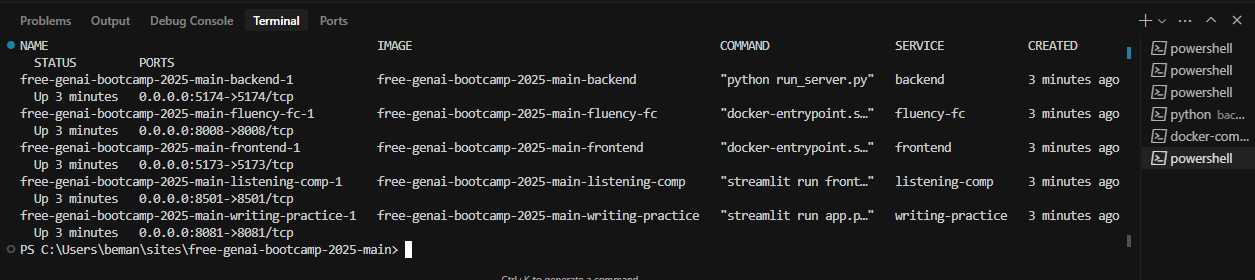 Problems Output Debug Console Terminal Ports
NAME IMAGE COMMAND SERVICE CREATED
STATUS PORTS
free-genai-bootcamp-2025-main-backend-1 free-genai-bootcamp-2025-main-backend "python run_server.py" backend 3 minutes ago
Up 3 minutes 0.0.0.0:5174->5174/tcp
free-genai-bootcamp-2025-main-fluency-fc-1 free-genai-bootcamp-2025-main-fluency-fc "docker-entrypoint.s…" fluency-fc 3 minutes ago
Up 3 minutes 0.0.0.0:8008->8008/tcp
free-genai-bootcamp-2025-main-frontend-1 free-genai-bootcamp-2025-main-frontend "docker-entrypoint.s…" frontend 3 minutes ago
Up 3 minutes 0.0.0.0:5173->5173/tcp
free-genai-bootcamp-2025-main-listening-comp-1 free-genai-bootcamp-2025-main-listening-comp "streamlit run front…" listening-comp 3 minutes ago
Up 3 minutes 0.0.0.0:8501->8501/tcp
free-genai-bootcamp-2025-main-writing-practice-1 free-genai-bootcamp-2025-main-writing-practice "streamlit run app.p…" writing-practice 3 minutes ago
Up 3 minutes 0.0.0.0:8081->8081/tcp
PS C:\Users\beman\sites\free-genai-bootcamp-2025-main>
powershell
powershell
powershell
python bac...
docker-com...
powershell
Ctrl+K to generate a command